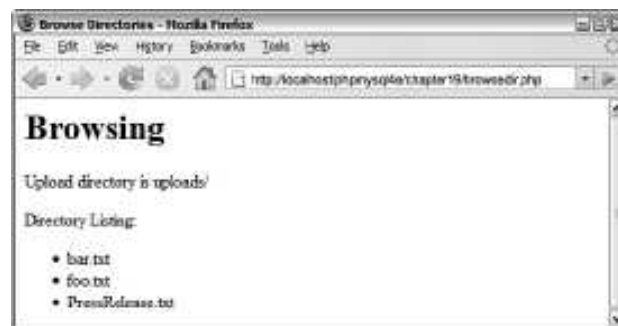 Browse Directories - Mozilla Firefox
File Edit View History Bookmarks Tools Help
http://localhost/phpmysql4e/chapter19/browsedir.php
Browsing
Upload directory is uploads/
Directory Listing:
• bar.txt
• foo.txt
• PressRelease.txt